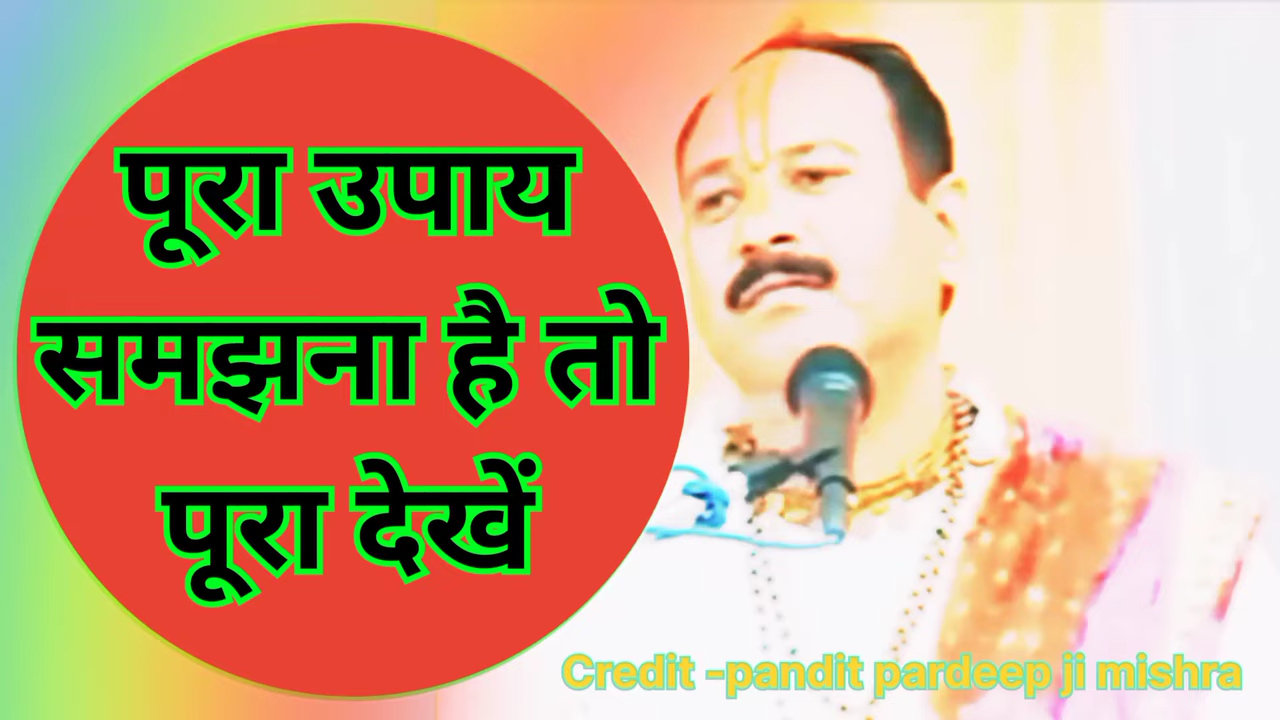 पूरा उपाय
समझना है तो
पूरा देखें
Credit -pandit pardeep ji mishra